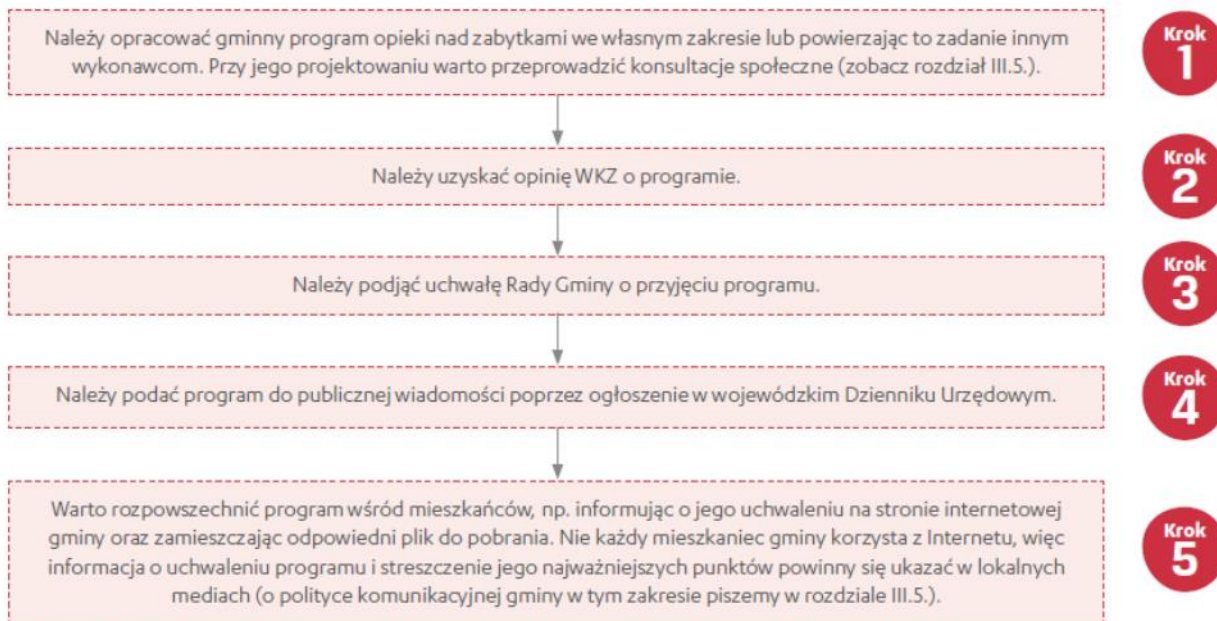 Należy opracować gminny program opieki nad zabytkami we własnym zakresie lub powierzając to zadanie innym
wykonawcom. Przy jego projektowaniu warto przeprowadzić konsultacje społeczne (zobacz rozdział III.5.).
Krok
1
Należy uzyskać opinię WKZ o programie.
Krok
2
Należy podjąć uchwałę Rady Gminy o przyjęciu programu.
Krok
3
Należy podać program do publicznej wiadomości poprzez ogłoszenie w wojewódzkim Dzienniku Urzędowym.
Krok
4
Warto rozpowszechnić program wśród mieszkańców, np. informując o jego uchwaleniu na stronie internetowej
gminy oraz zamieszczając odpowiedni plik do pobrania. Nie każdy mieszkaniec gminy korzysta z Internetu, więc
informacja o uchwaleniu programu i streszczenie jego najważniejszych punktów powinny się ukazać w lokalnych
mediach (o polityce komunikacyjnej gminy w tym zakresie piszemy w rozdziale III.5.).
Krok
5